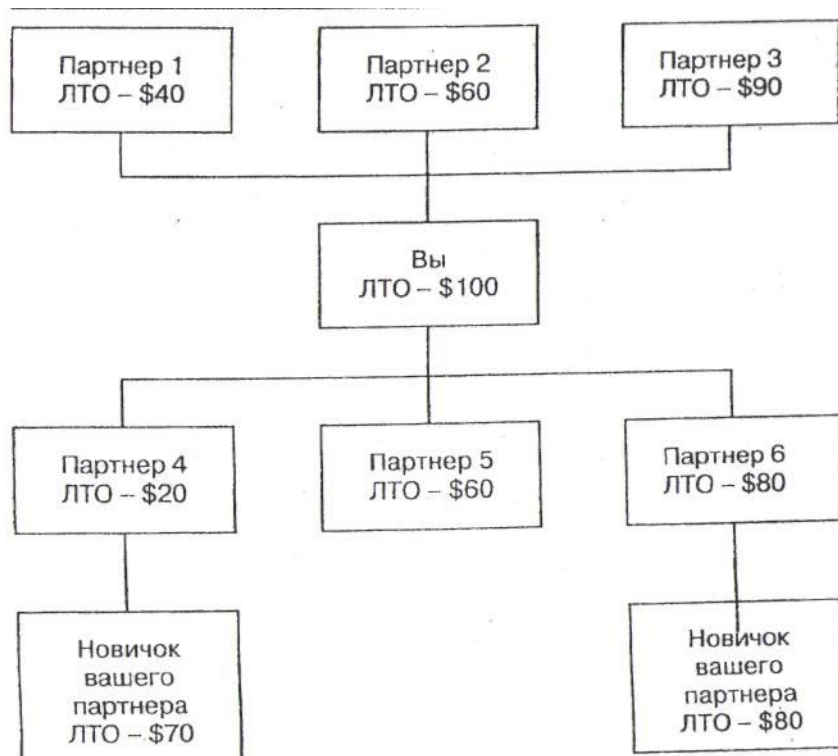 Партнер 1
ЛТО – $40
Партнер 2
ЛТО – $60
Партнер 3
ЛТО – $90
Вы
ЛТО – $100
Партнер 4
ЛТО – $20
Партнер 5
ЛТО – $60
Партнер 6
ЛТО – $80
Новичок
вашего
партнера
ЛТО – $70
Новичок
вашего
партнера
ЛТО – $80